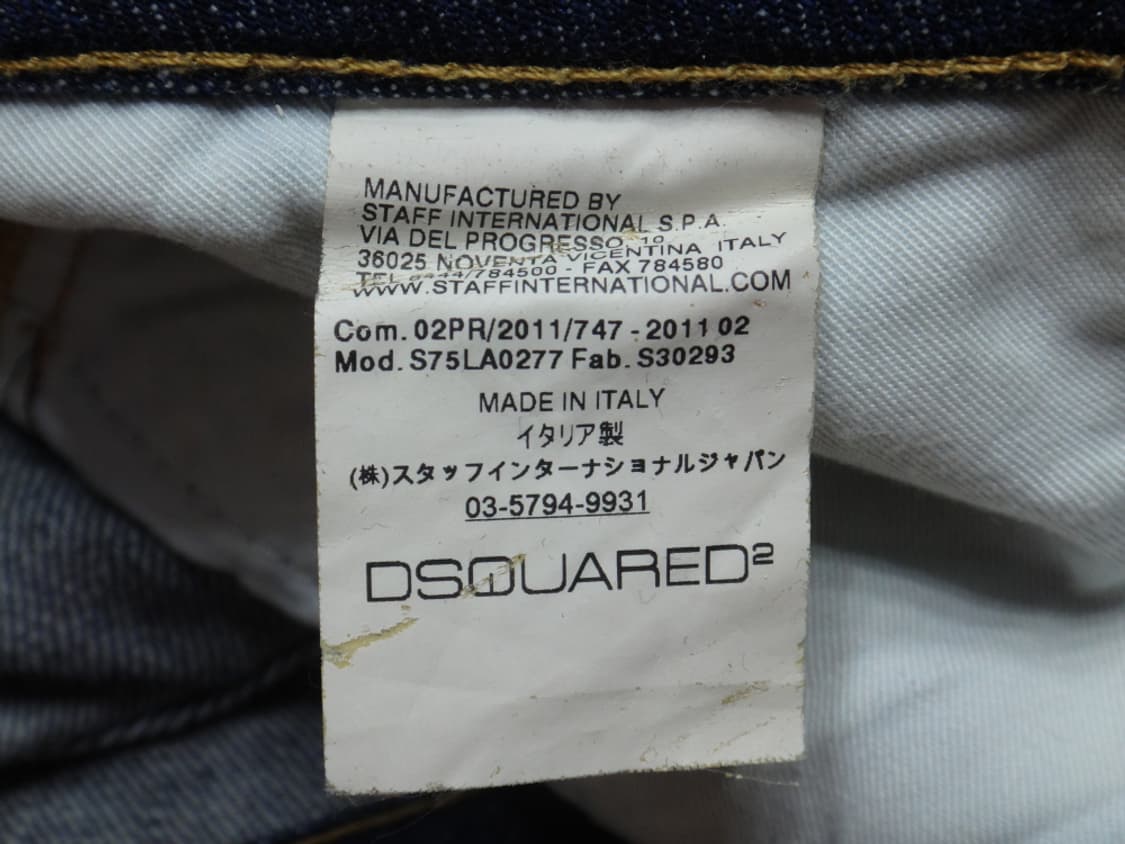 MANUFACTURED BY
STAFF INTERNATIONAL S.P.A.
VIA DEL PROGRESSO, 10
36025 NOVENTA VICENTINA ITALY
TEL 0444/784500 - FAX 784580
WWW.STAFFINTERNATIONAL.COM
Com. 02PR/2011/747 - 2011 02
Mod. S75LA0277 Fab. S30293
MADE IN ITALY
イタリア製
(株)スタッフインターナショナルジャパン
03-5794-9931
DSQUARED²